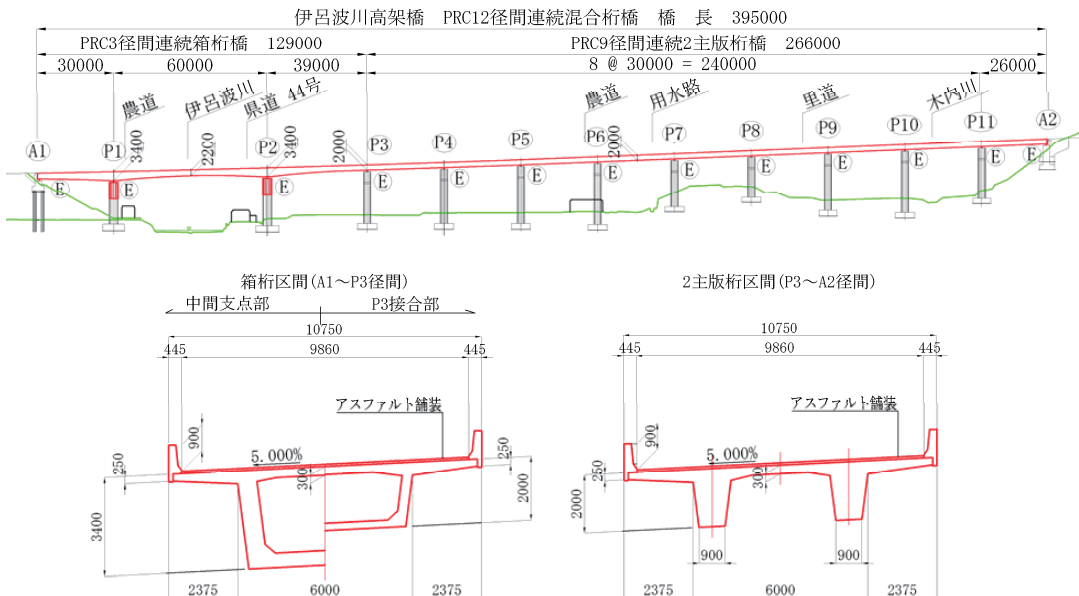 伊呂波川高架橋 PRC12径間連続混合桁橋 橋 長 395000
PRC3径間連続箱桁橋 129000
PRC9径間連続2主版桁橋 266000
30000
60000
39000
8 @ 30000 = 240000
26000
農道
伊呂波川
県道 44号
農道
用水路
里道
木内川
A1
P1
3400
2200
P2
3400
2000
P3
P4
P5
P6
2000
P7
P8
P9
P10
P11
A2
E
E
E
E
E
E
E
E
E
E
E
E
箱桁区間(A1～P3径間)
中間支点部
P3接合部
10750
445
9860
445
アスファルト舗装
900
5.000%
250
300
250
3400
2000
2375
6000
2375
2主版桁区間(P3～A2径間)
10750
445
9860
445
アスファルト舗装
900
5.000%
250
300
2000
900
900
2375
6000
2375